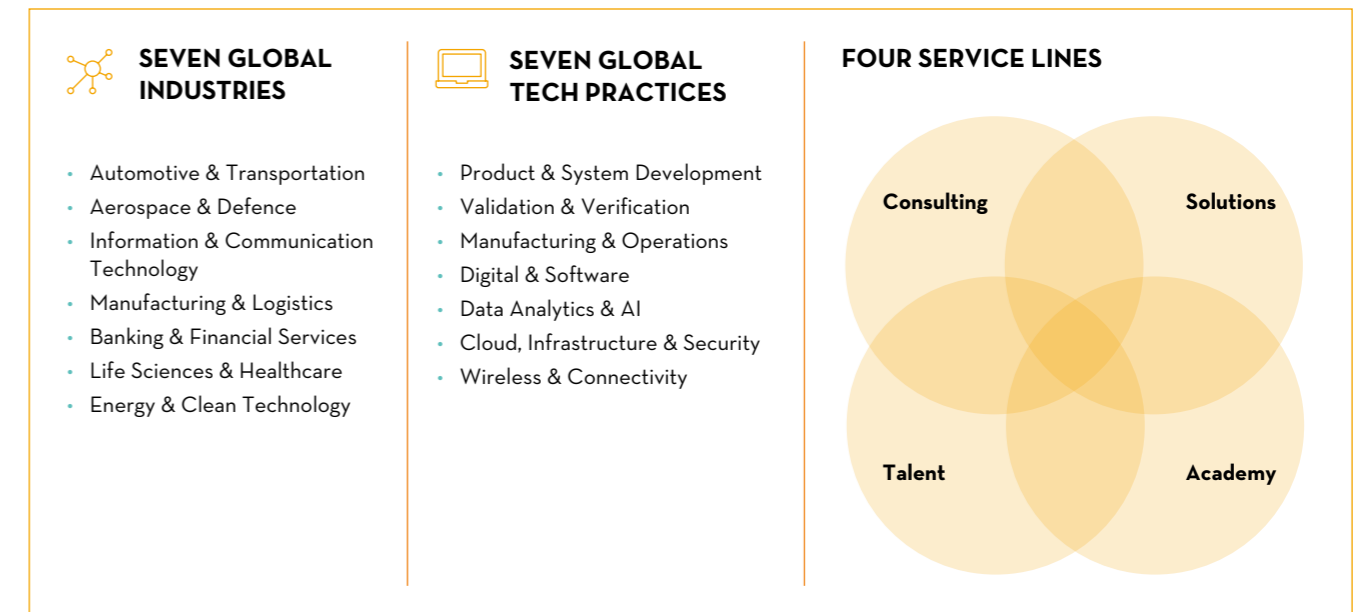 SEVEN GLOBAL
INDUSTRIES
• Automotive & Transportation
• Aerospace & Defence
• Information & Communication
Technology
• Manufacturing & Logistics
• Banking & Financial Services
• Life Sciences & Healthcare
• Energy & Clean Technology
SEVEN GLOBAL
TECH PRACTICES
• Product & System Development
• Validation & Verification
• Manufacturing & Operations
• Digital & Software
• Data Analytics & AI
• Cloud, Infrastructure & Security
• Wireless & Connectivity
FOUR SERVICE LINES
Consulting
Solutions
Talent
Academy